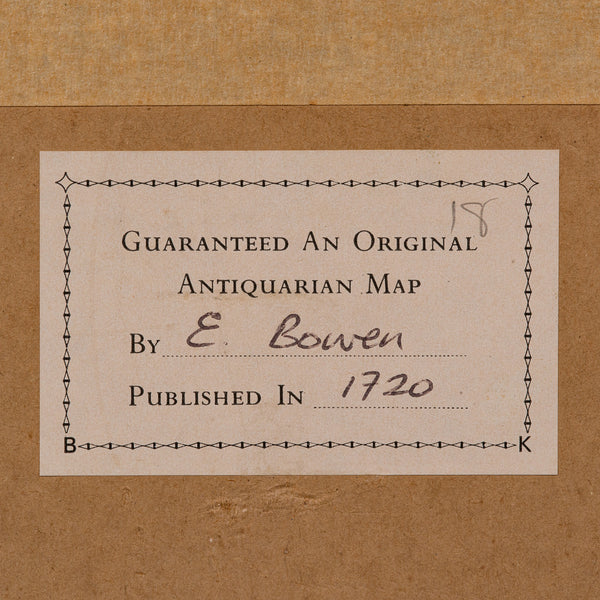 18
GUARANTEED AN ORIGINAL
ANTIQUARIAN MAP
BY E. Bowen
PUBLISHED IN 1720
B K